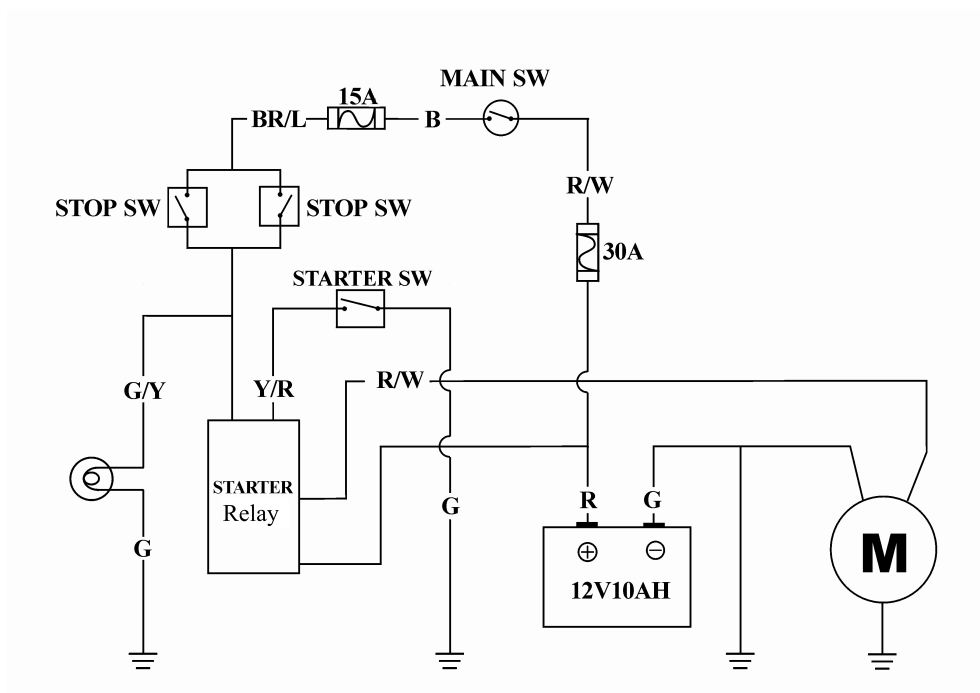 MAIN SW
15A
BR/L
B
R/W
STOP SW
STOP SW
30A
STARTER SW
G/Y
Y/R
R/W
STARTER
Relay
R
G
G
G
M
12V10AH